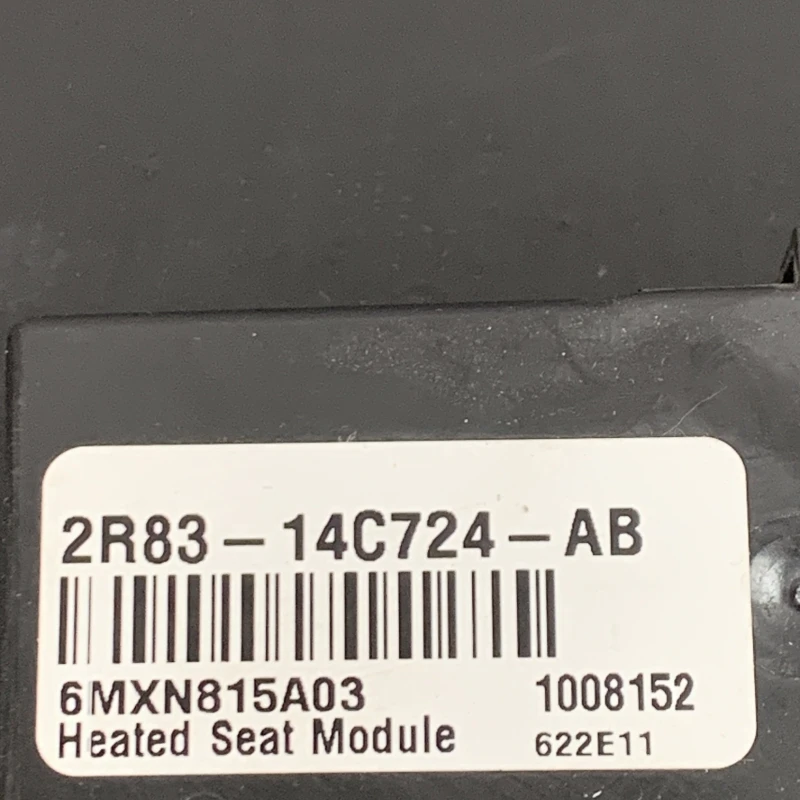 2R83-14C724-AB
6MXN815A03 1008152
Heated Seat Module 622E11